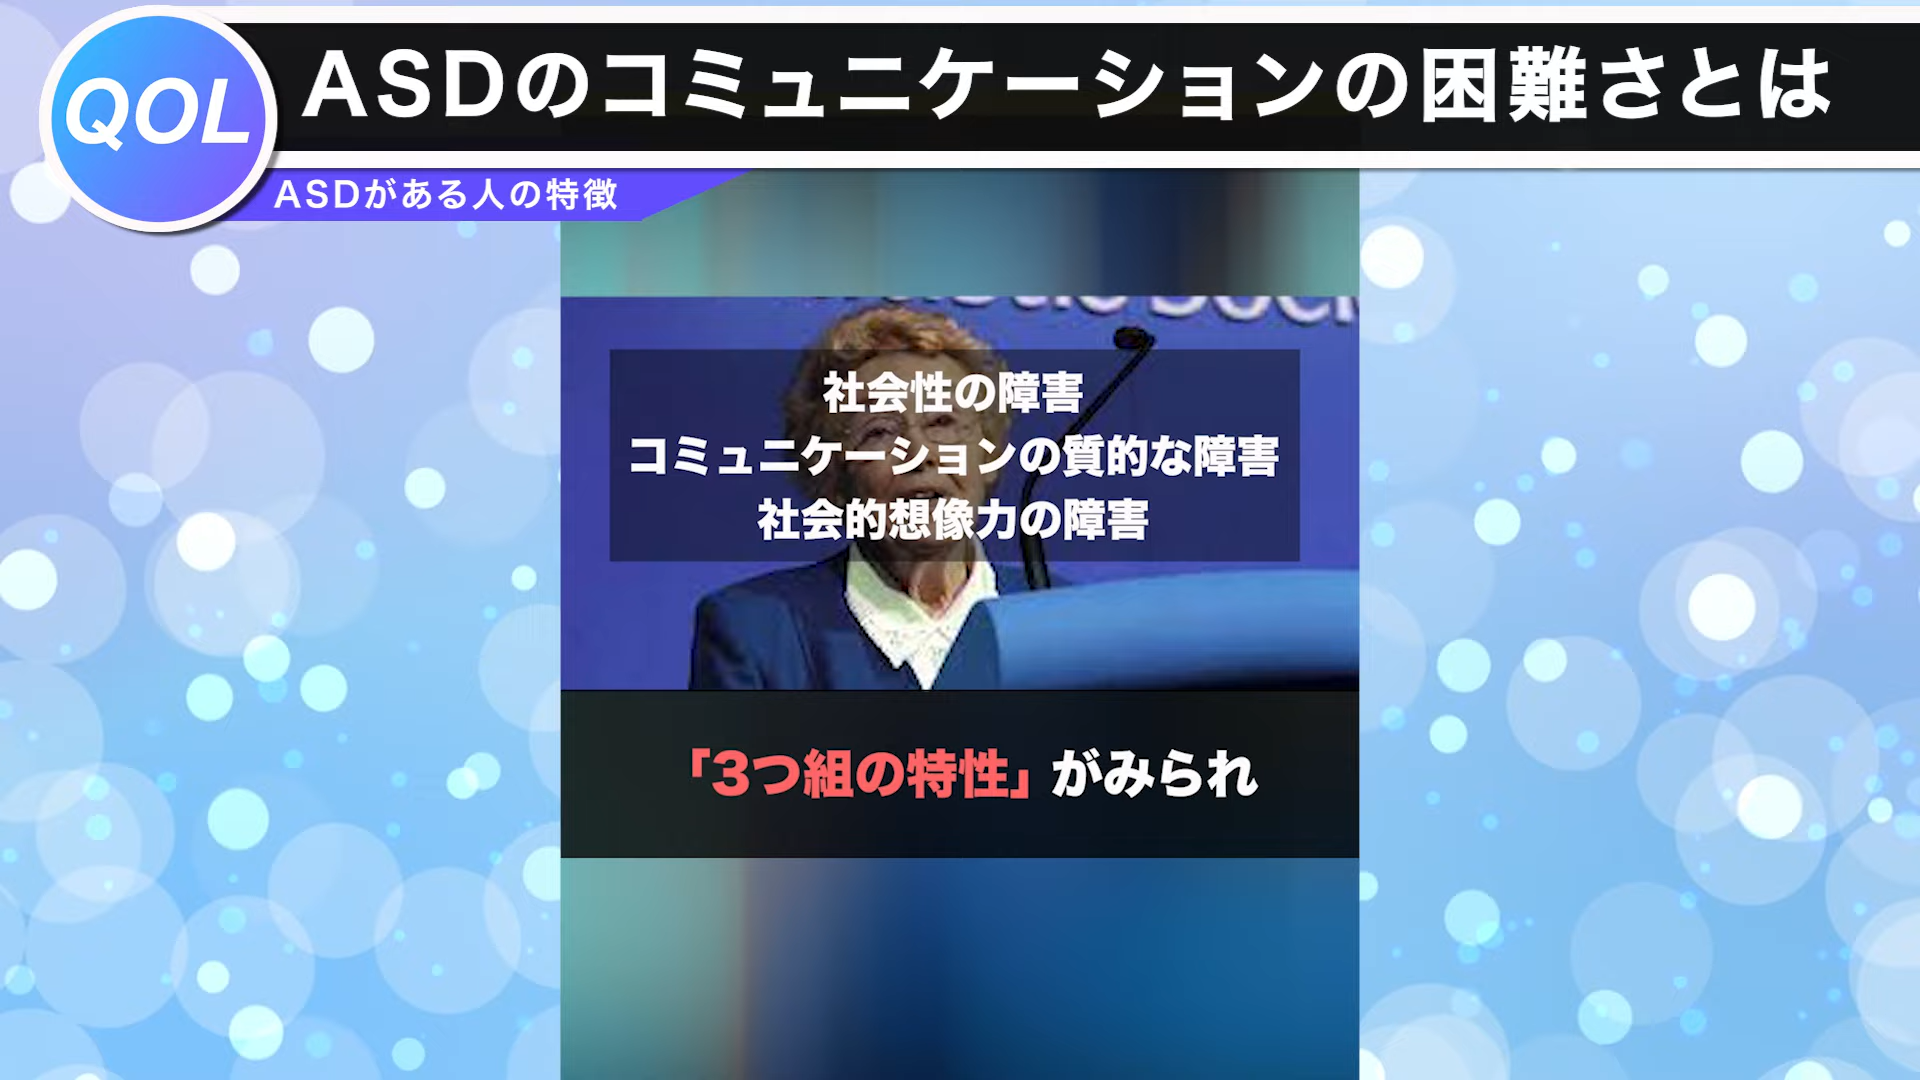 QOL
ASDのコミュニケーションの困難さとは
ASDがある人の特徴
社会性の障害
コミュニケーションの質的な障害
社会的想像力の障害
「3つ組の特性」がみられ